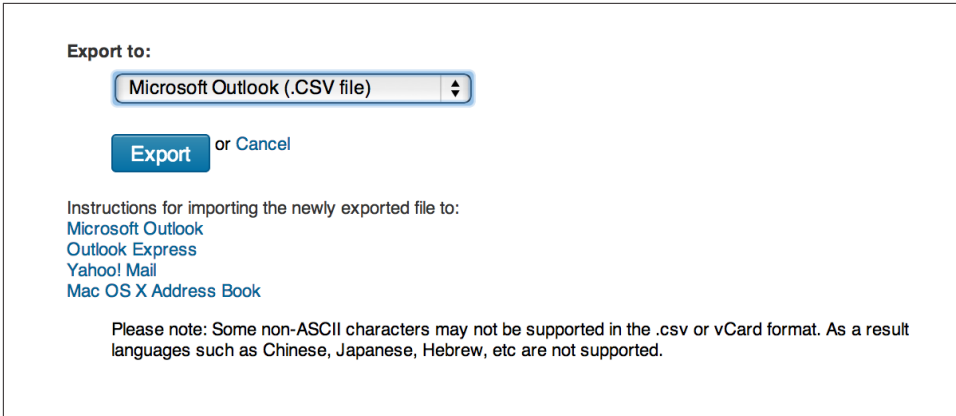 Export to:
Microsoft Outlook (.CSV file)
Export or Cancel
Instructions for importing the newly exported file to:
Microsoft Outlook
Outlook Express
Yahoo! Mail
Mac OS X Address Book
Please note: Some non-ASCII characters may not be supported in the .csv or vCard format. As a result
languages such as Chinese, Japanese, Hebrew, etc are not supported.